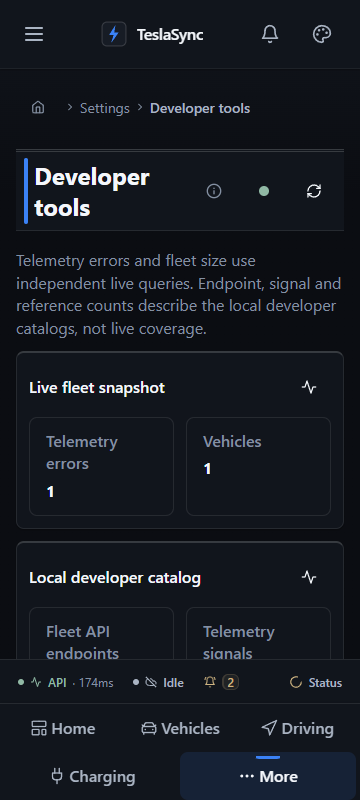 TeslaSync
Settings
Developer tools
Developer
tools
Telemetry errors and fleet size use
independent live queries. Endpoint, signal and
reference counts describe the local developer
catalogs, not live coverage.
Live fleet snapshot
Telemetry
errors
1
Vehicles
1
Local developer catalog
Fleet API
endpoints
Telemetry
signals
API · 174ms
Idle
2
Status
Home
Vehicles
Driving
Charging
More